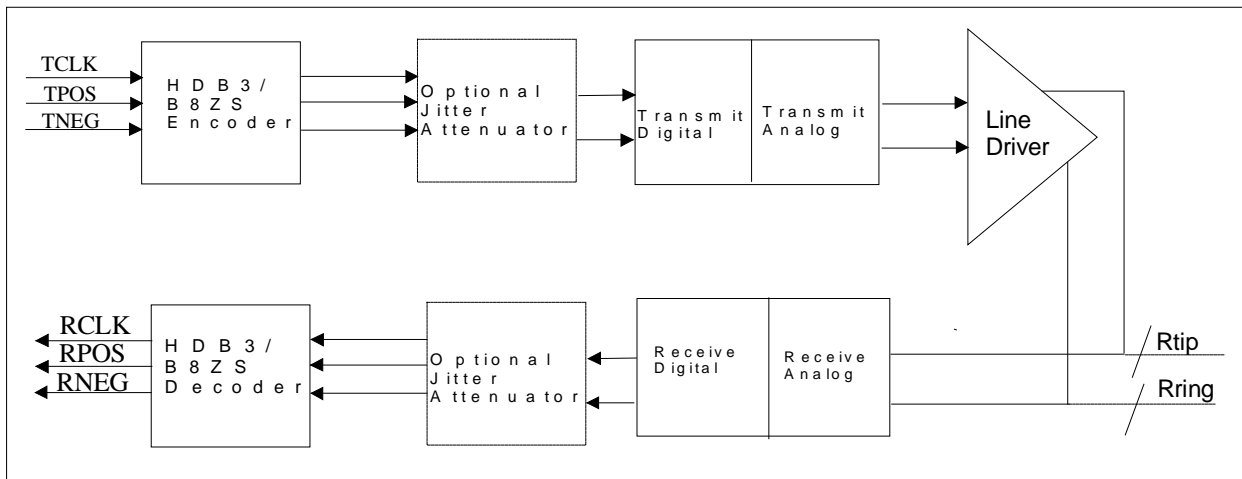 TCLK
TPOS
TNEG
HDB3/
B8ZS
Encoder
Optional
Jitter
Attenuator
Transmit
Digital
Transmit
Analog
Line
Driver
RCLK
RPOS
RNEG
HDB3/
B8ZS
Decoder
Optional
Jitter
Attenuator
Receive
Digital
Receive
Analog
Rtip
Rring